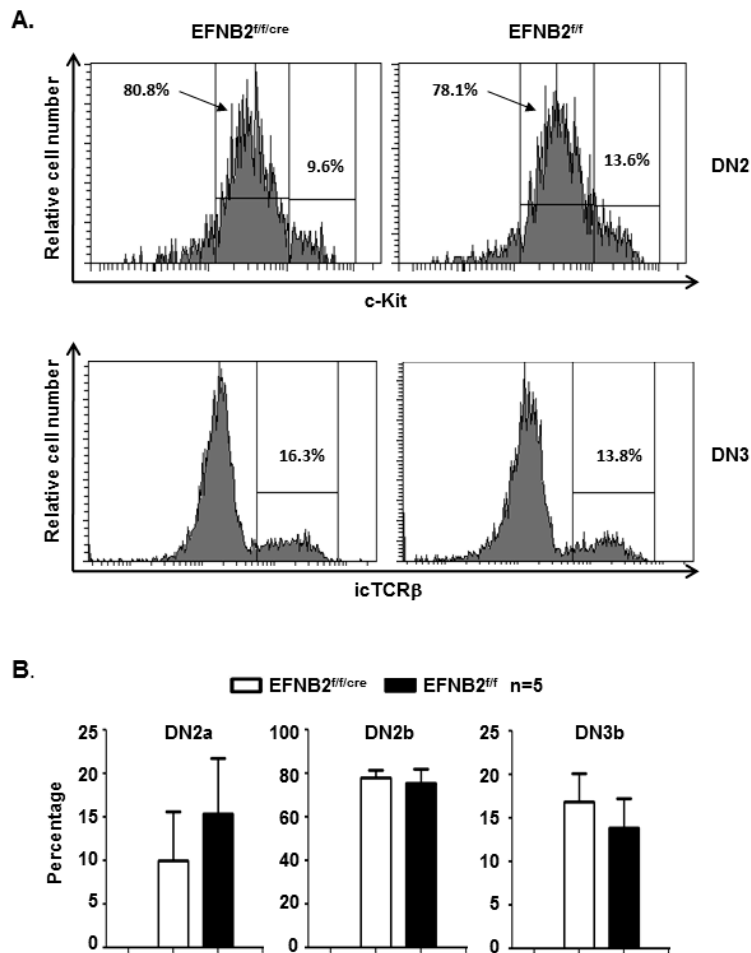 A.
EFNB2f/f/cre EFNB2f/f
Relative cell number
80.8%
9.6%
78.1%
13.6%
DN2
c-Kit
Relative cell number
16.3%
13.8%
DN3
icTCRβ
B.
EFNB2f/f/cre EFNB2f/f n=5
DN2a DN2b DN3b
Percentage
25
20
15
10
5
0
100
80
60
40
20
0
25
20
15
10
5
0